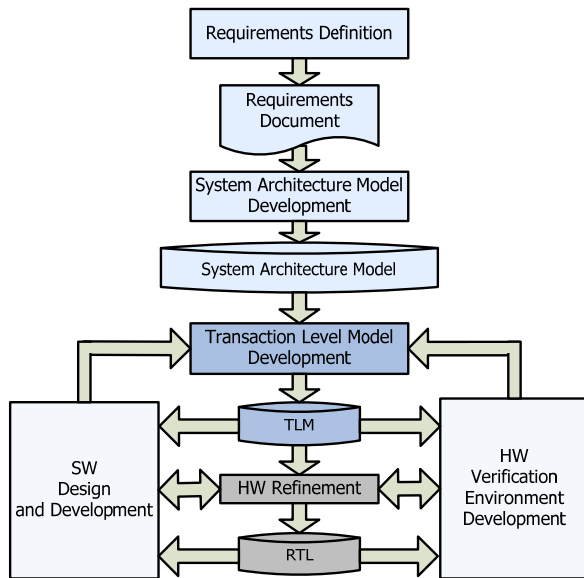 Requirements Definition
Requirements
Document
System Architecture Model
Development
System Architecture Model
Transaction Level Model
Development
TLM
SW
Design
and Development
HW
Verification
Environment
Development
HW Refinement
RTL